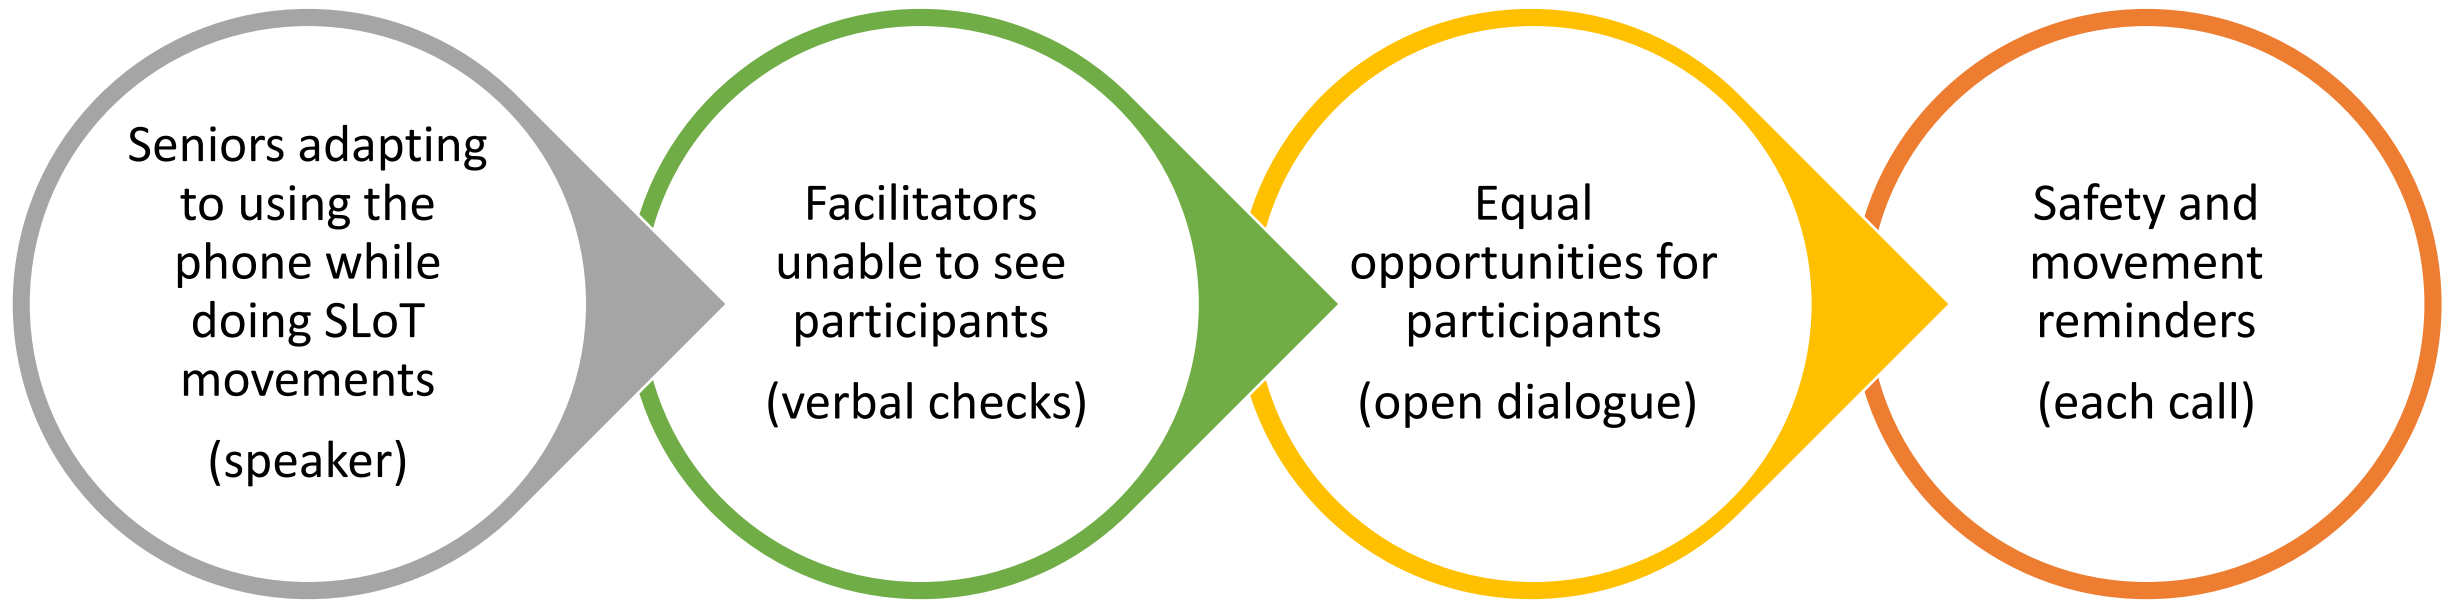 Seniors adapting
to using the
phone while
doing SLoT
movements
(speaker)
Facilitators
unable to see
participants
(verbal checks)
Equal
opportunities for
participants
(open dialogue)
Safety and
movement
reminders
(each call)